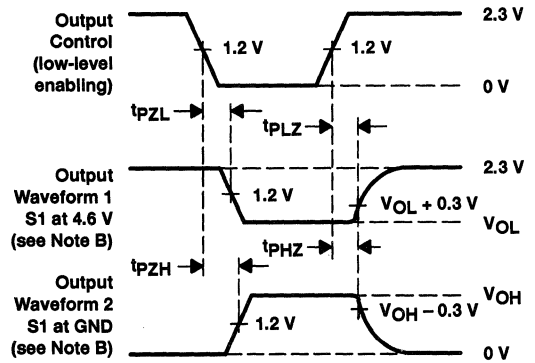 Output
Control
(low-level
enabling)
1.2 V
1.2 V
2.3 V
0 V
tPZL
tPLZ
Output
Waveform 1
S1 at 4.6 V
(see Note B)
1.2 V
2.3 V
VOL + 0.3 V
VOL
tPZH
tPHZ
Output
Waveform 2
S1 at GND
(see Note B)
1.2 V
VOH
VOH – 0.3 V
0 V